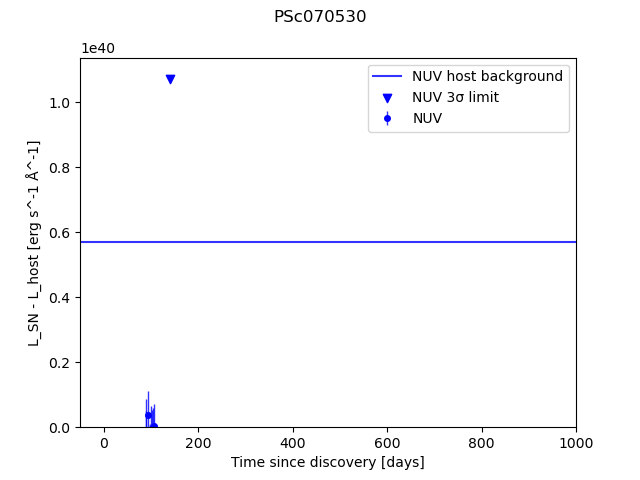 PSc070530
1e40
NUV host background
NUV 3σ limit
NUV
1.0
0.8
0.6
0.4
0.2
0.0
L_SN - L_host [erg s^-1 Å^-1]
0 200 400 600 800 1000
Time since discovery [days]